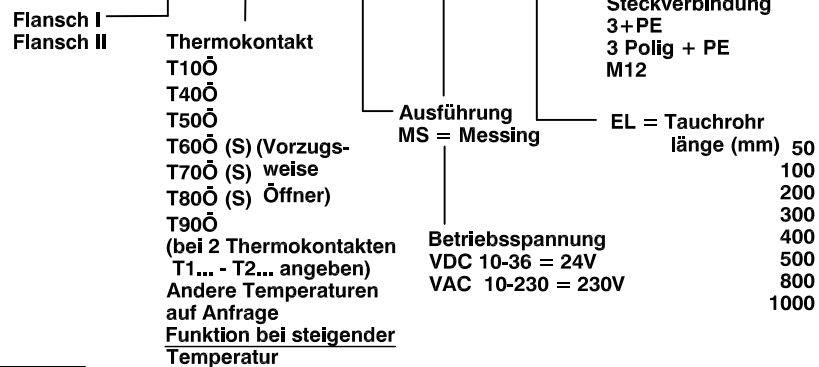 Flansch I
Flansch II
Thermokontakt
T10Ö
T40Ö
T50Ö
T60Ö (S) (Vorzugs-
T70Ö (S) weise
T80Ö (S) Öffner)
T90Ö
(bei 2 Thermokontakten
T1... - T2... angeben)
Andere Temperaturen
auf Anfrage
Funktion bei steigender
Temperatur
Ausführung
MS = Messing
Betriebsspannung
VDC 10-36 = 24V
VAC 10-230 = 230V
Steckverbindung
3+PE
3 Polig + PE
M12
EL = Tauchrohr
länge (mm) 50
100
200
300
400
500
800
1000